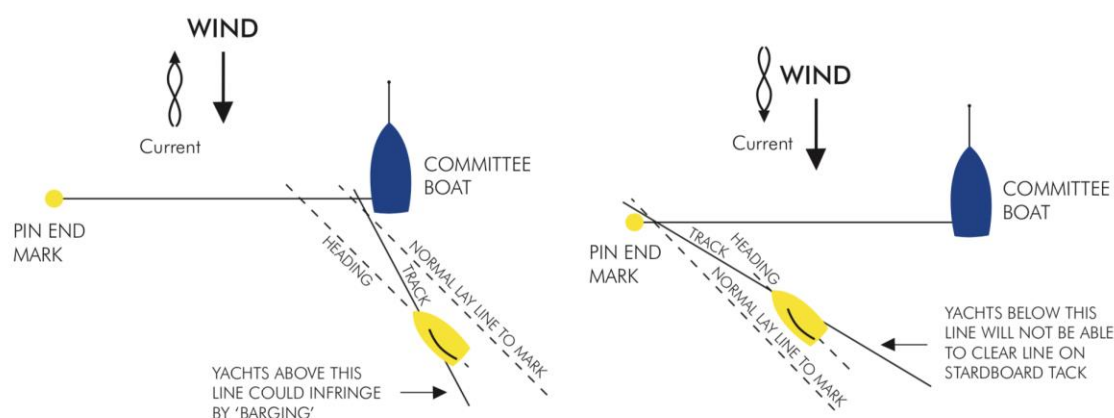 WIND
Current
COMMITTEE
BOAT
PIN END
MARK
HEADING
TRACK
NORMAL LAY LINE TO MARK
YACHTS ABOVE THIS
LINE COULD INFRINGE
BY ‘BARGING’
WIND
Current
COMMITTEE
BOAT
PIN END
MARK
TRACK
HEADING
NORMAL LAY LINE TO MARK
YACHTS BELOW THIS
LINE WILL NOT BE ABLE
TO CLEAR LINE ON
STARDBOARD TACK